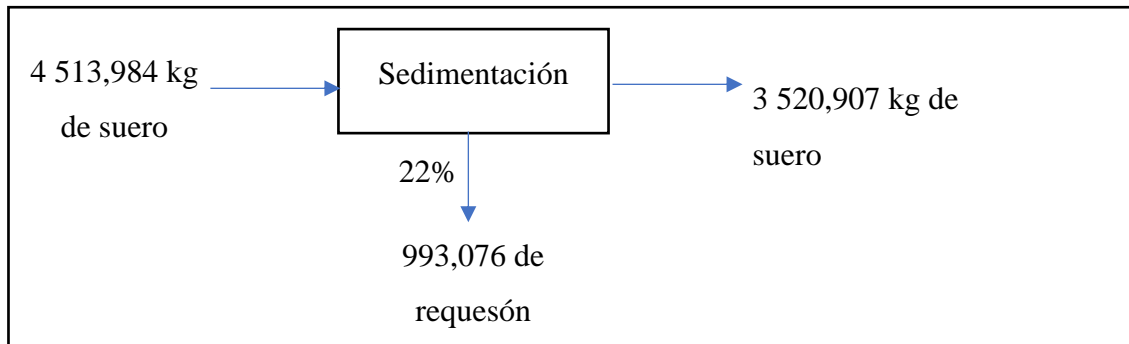 4 513,984 kg
de suero
Sedimentación
3 520,907 kg de
suero
22%
993,076 de
requesón